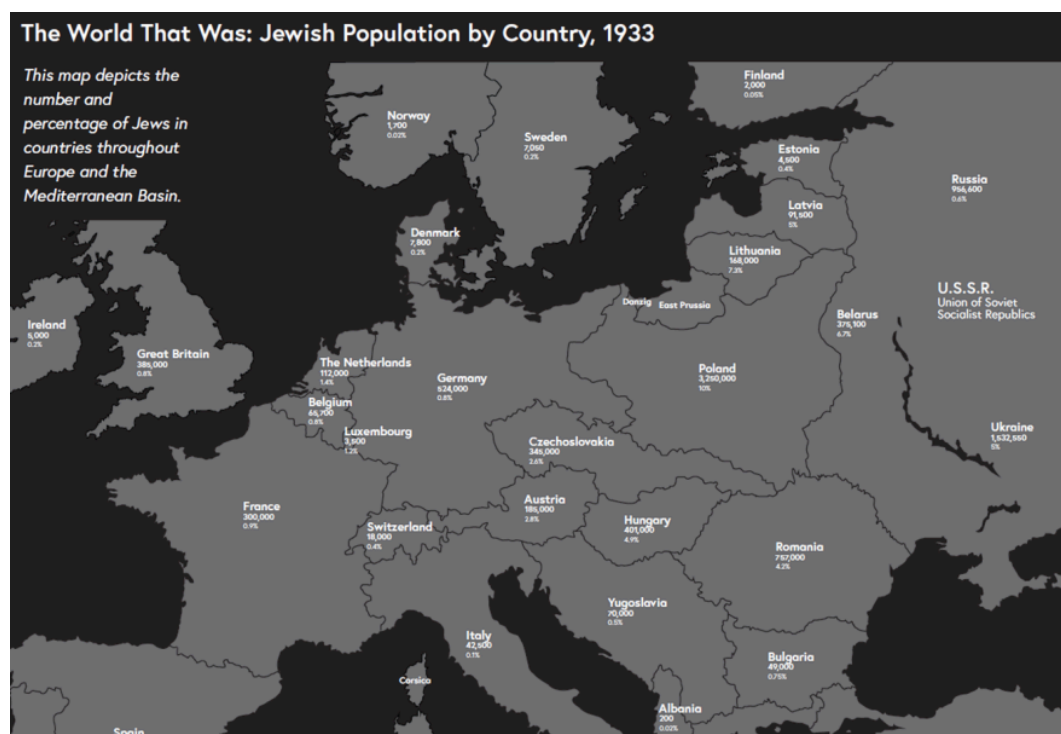 The World That Was: Jewish Population by Country, 1933
This map depicts the
number and
percentage of Jews in
countries throughout
Europe and the
Mediterranean Basin.
Finland
2,000
0.05%
Norway
1,700
0.02%
Sweden
7,050
0.2%
Estonia
4,500
0.4%
Russia
956,600
0.6%
Latvia
91,500
5%
Denmark
7,800
0.2%
Lithuania
168,000
7.3%
U.S.S.R.
Union of Soviet
Socialist Republics
Danzig
East Prussia
Belarus
375,100
6.7%
Ireland
5,000
0.2%
Great Britain
385,000
0.8%
The Netherlands
112,000
1.4%
Germany
524,000
0.8%
Poland
3,250,000
10%
Belgium
65,700
0.8%
Luxembourg
3,500
1.2%
Ukraine
1,532,550
5%
Czechoslovakia
345,000
2.6%
France
300,000
0.9%
Austria
185,000
2.8%
Switzerland
18,000
0.4%
Hungary
401,000
4.9%
Romania
757,000
4.2%
Yugoslavia
70,000
0.5%
Italy
42,500
0.1%
Bulgaria
49,000
0.75%
Corsica
Albania
200
0.02%
Spain